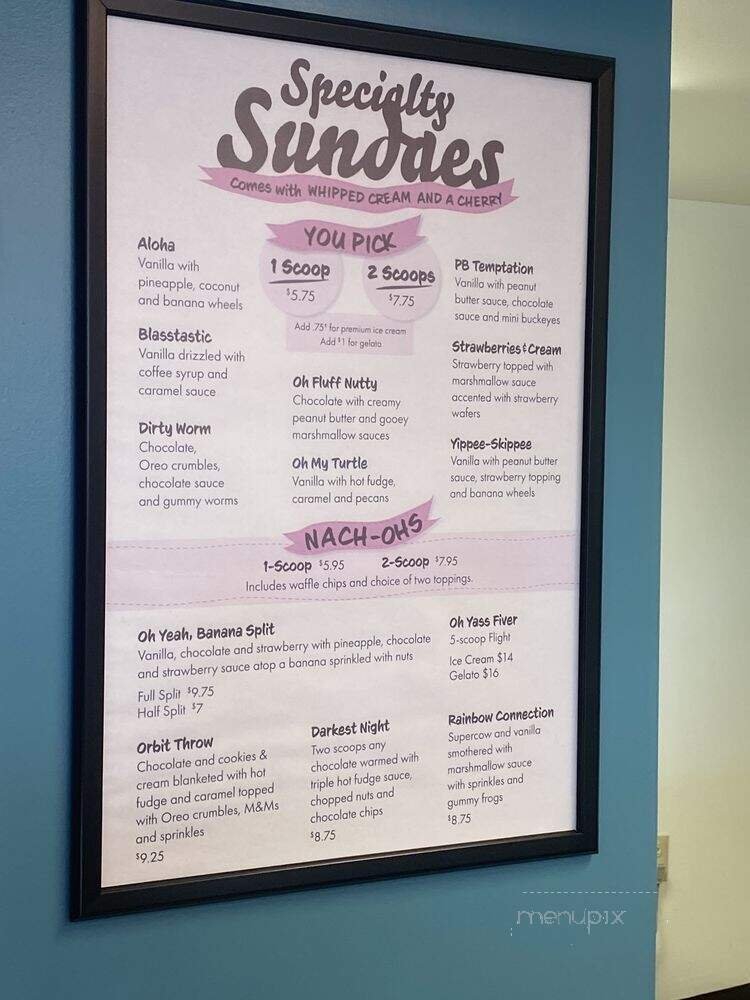 Specialty
Sundaes
Comes with WHIPPED CREAM AND A CHERRY
YOU PICK
1 Scoop
$5.75
2 Scoops
$7.75
Add .75¢ for premium ice cream
Add $1 for gelato
Aloha
Vanilla with
pineapple, coconut
and banana wheels
Blasstastic
Vanilla drizzled with
coffee syrup and
caramel sauce
Dirty Worm
Chocolate,
Oreo crumbles,
chocolate sauce
and gummy worms
Oh Fluff Nutty
Chocolate with creamy
peanut butter and gooey
marshmallow sauces
Oh My Turtle
Vanilla with hot fudge,
caramel and pecans
PB Temptation
Vanilla with peanut
butter sauce, chocolate
sauce and mini buckeyes
Strawberries & Cream
Strawberry topped with
marshmallow sauce
accented with strawberry
wafers
Yippee-Skippee
Vanilla with peanut butter
sauce, strawberry topping
and banana wheels
NACH-OHS
1-Scoop $5.95 2-Scoop $7.95
Includes waffle chips and choice of two toppings.
Oh Yeah, Banana Split
Vanilla, chocolate and strawberry with pineapple, chocolate
and strawberry sauce atop a banana sprinkled with nuts
Full Split $9.75
Half Split $7
Oh Yass Fiver
5-scoop Flight
Ice Cream $14
Gelato $16
Orbit Throw
Chocolate and cookies &
cream blanketed with hot
fudge and caramel topped
with Oreo crumbles, M&Ms
and sprinkles
$9.25
Darkest Night
Two scoops any
chocolate warmed with
triple hot fudge sauce,
chopped nuts and
chocolate chips
$8.75
Rainbow Connection
Supercow and vanilla
smothered with
marshmallow sauce
with sprinkles and
gummy frogs
$8.75
menupix